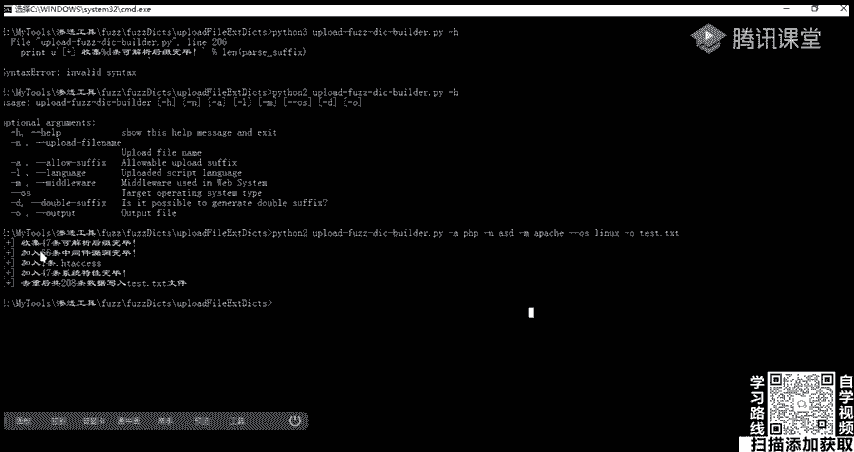 选择C:\WINDOWS\system32\cmd.exe
:\MyTools\渗透工具\fuzz\fuzzDicts\uploadFileExtDicts>python3 upload-fuzz-dic-builder.py -h
File "upload-fuzz-dic-builder.py", line 206
print u'[+] 收集%d条可解析后缀完毕!' % len(parse_suffix)
SyntaxError: invalid syntax
:\MyTools\渗透工具\fuzz\fuzzDicts\uploadFileExtDicts>python2 upload-fuzz-dic-builder.py -h
usage: upload-fuzz-dic-builder [-h] [-n] [-a] [-l] [-m] [--os] [-d] [-o]
optional arguments:
-h, --help show this help message and exit
-n , --upload-filename
Upload file name
-a , --allow-suffix Allowable upload suffix
-l , --language Uploaded script language
-m , --middleware Middleware used in Web System
--os Target operating system type
-d, --double-suffix Is it possible to generate double suffix?
-o , --output Output file
:\MyTools\渗透工具\fuzz\fuzzDicts\uploadFileExtDicts>python2 upload-fuzz-dic-builder.py -a php -n asd -m apache --os linux -o test.txt
[+] 收集47条可解析后缀完毕!
[+] 加入66条中间件漏洞完毕!
[+] 加入 条.htaccess
[+] 加入47条系统特性完毕!
[+] 去重后共208条数据写入test.txt文件
:\MyTools\渗透工具\fuzz\fuzzDicts\uploadFileExtDicts>
腾讯课堂
学习路线
自学视频
扫描添加获取